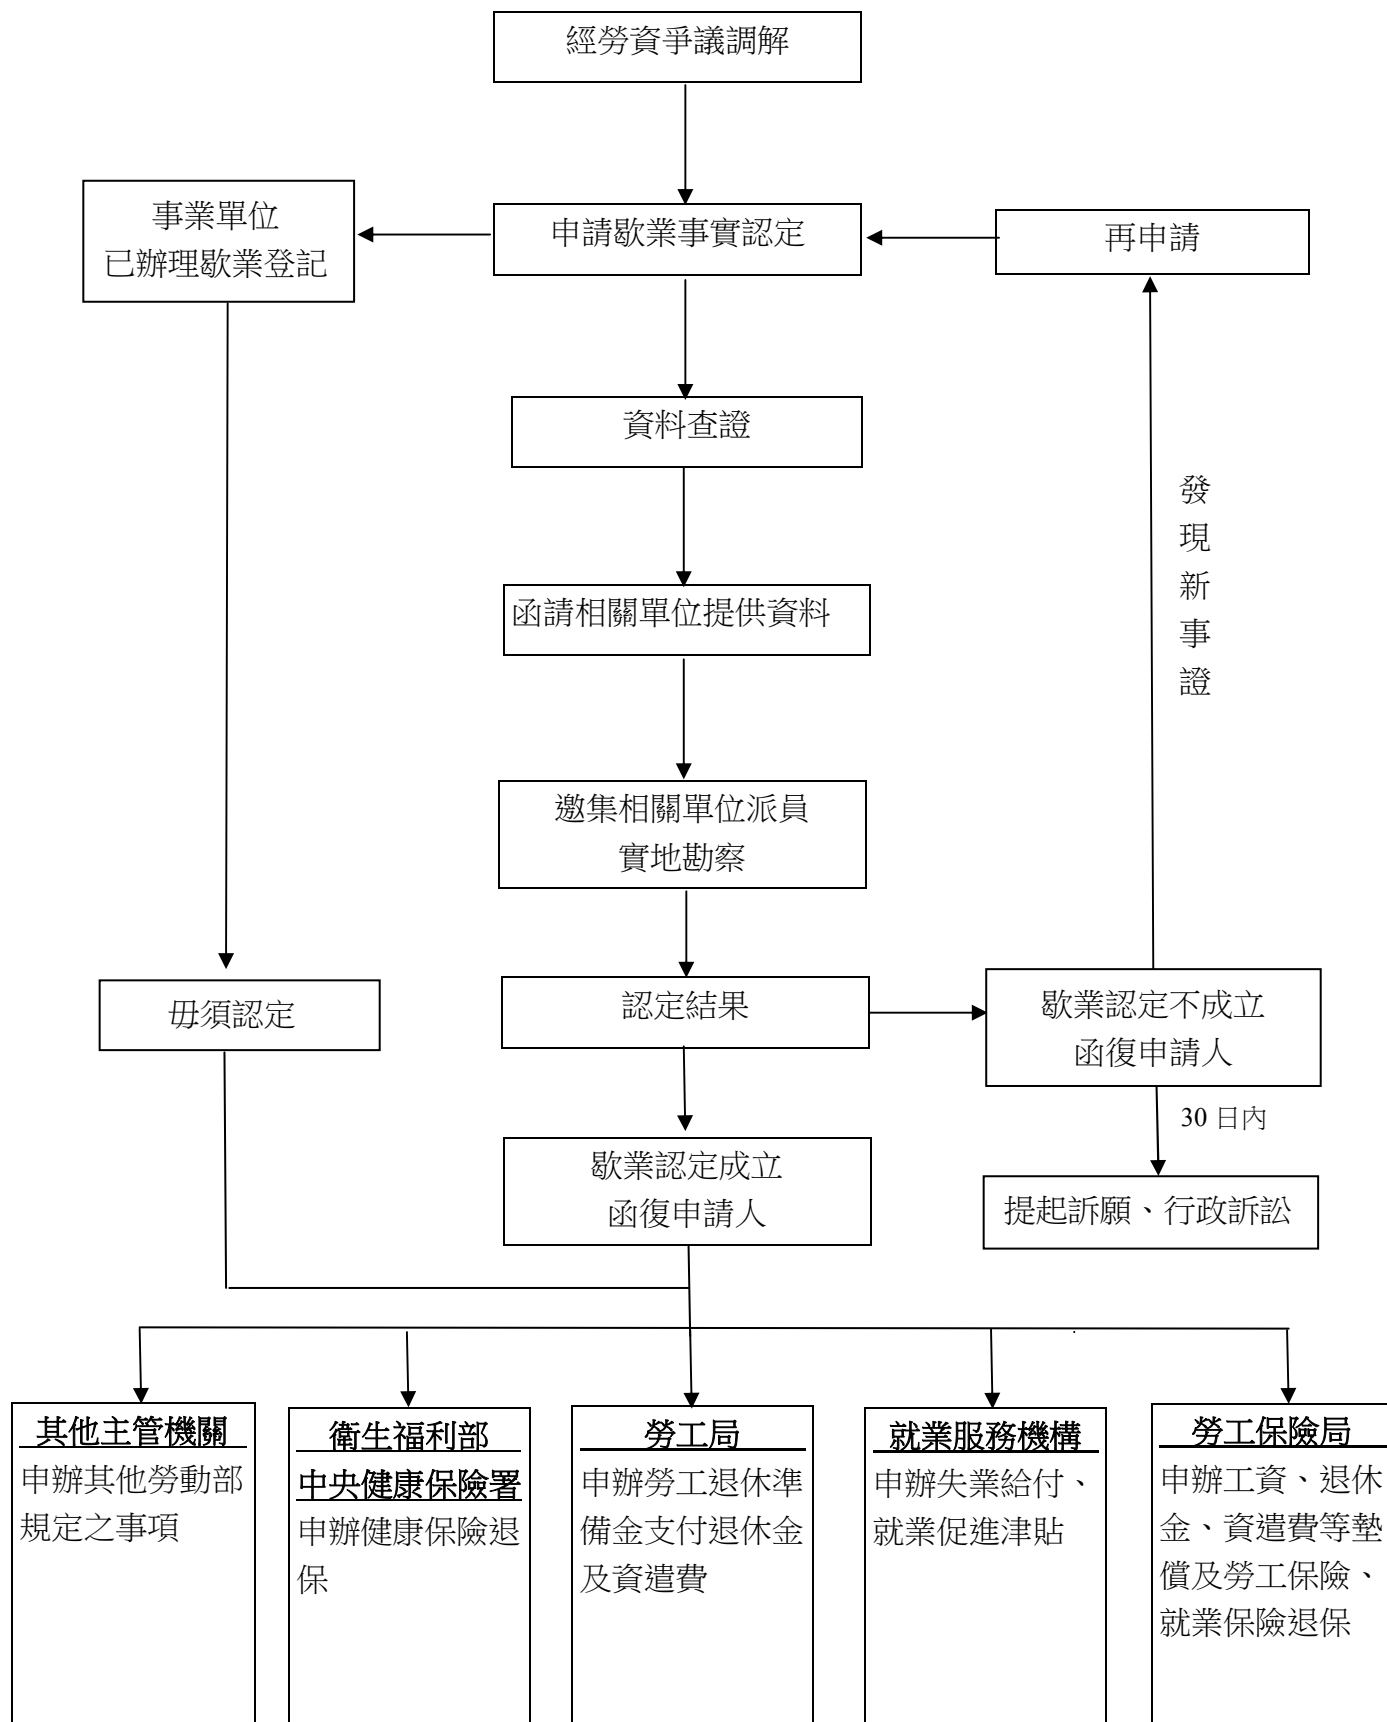 經勞資爭議調解
事業單位
已辦理歇業登記
申請歇業事實認定
再申請
資料查證
發
現
新
事
證
函請相關單位提供資料
邀集相關單位派員
實地勘察
毋須認定
認定結果
歇業認定不成立
函復申請人
30 日內
歇業認定成立
函復申請人
提起訴願、行政訴訟
其他主管機關
申辦其他勞動部
規定之事項
衛生福利部
中央健康保險署
申辦健康保險退
保
勞工局
申辦勞工退休準
備金支付退休金
及資遣費
就業服務機構
申辦失業給付、
就業促進津貼
勞工保險局
申辦工資、退休
金、資遣費等墊
償及勞工保險、
就業保險退保